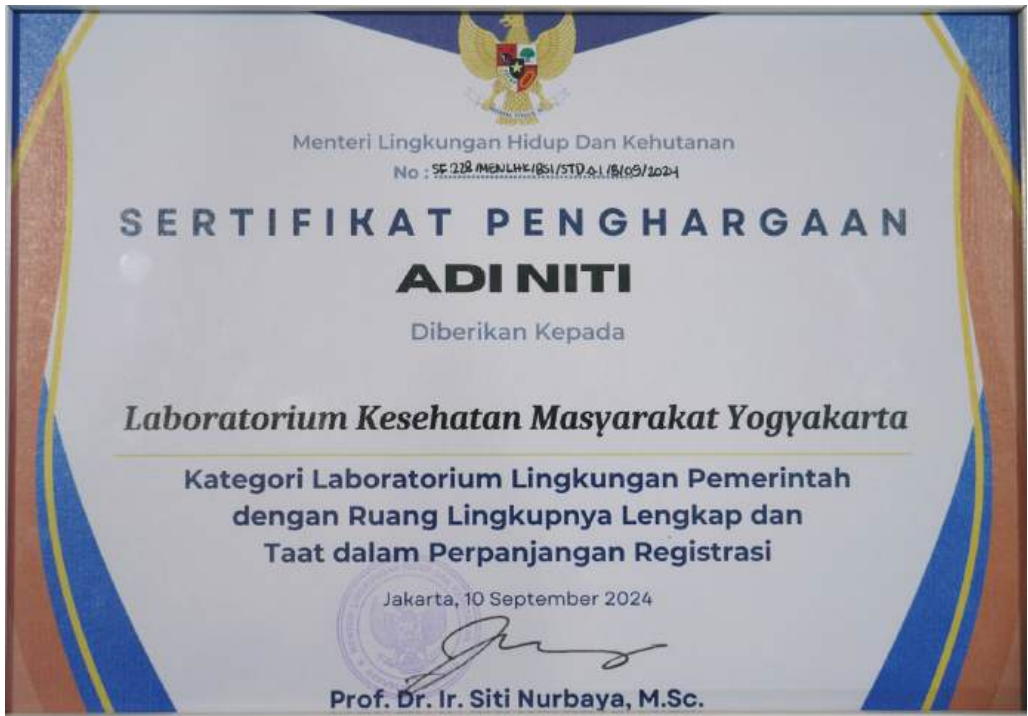 Menteri Lingkungan Hidup Dan Kehutanan
No : SF.228/MENLHK/BSI/STD.0.1/B/09/2024
SERTIFIKAT PENGHARGAAN
ADI NITI
Diberikan Kepada
Laboratorium Kesehatan Masyarakat Yogyakarta
Kategori Laboratorium Lingkungan Pemerintah
dengan Ruang Lingkupnya Lengkap dan
Taat dalam Perpanjangan Registrasi
Jakarta, 10 September 2024
Prof. Dr. Ir. Siti Nurbaya, M.Sc.